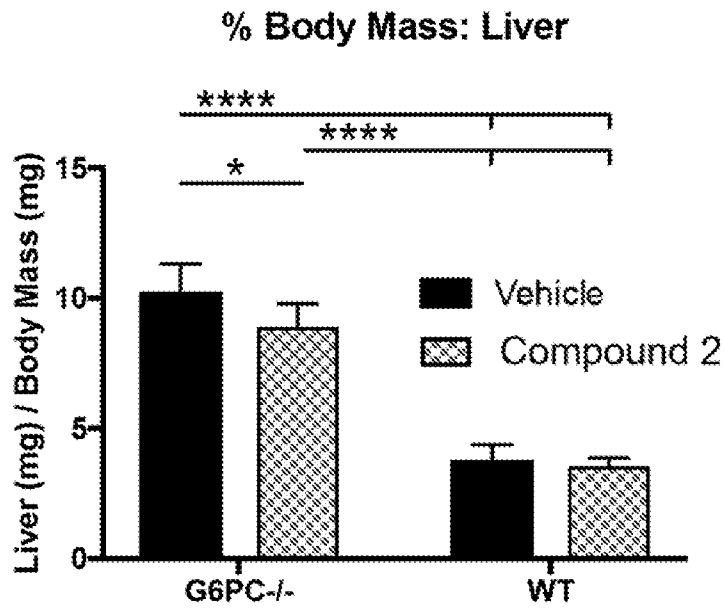 % Body Mass: Liver
****
****
*
Liver (mg) / Body Mass (mg)
15
10
5
0
Vehicle
Compound 2
G6PC-/-
WT